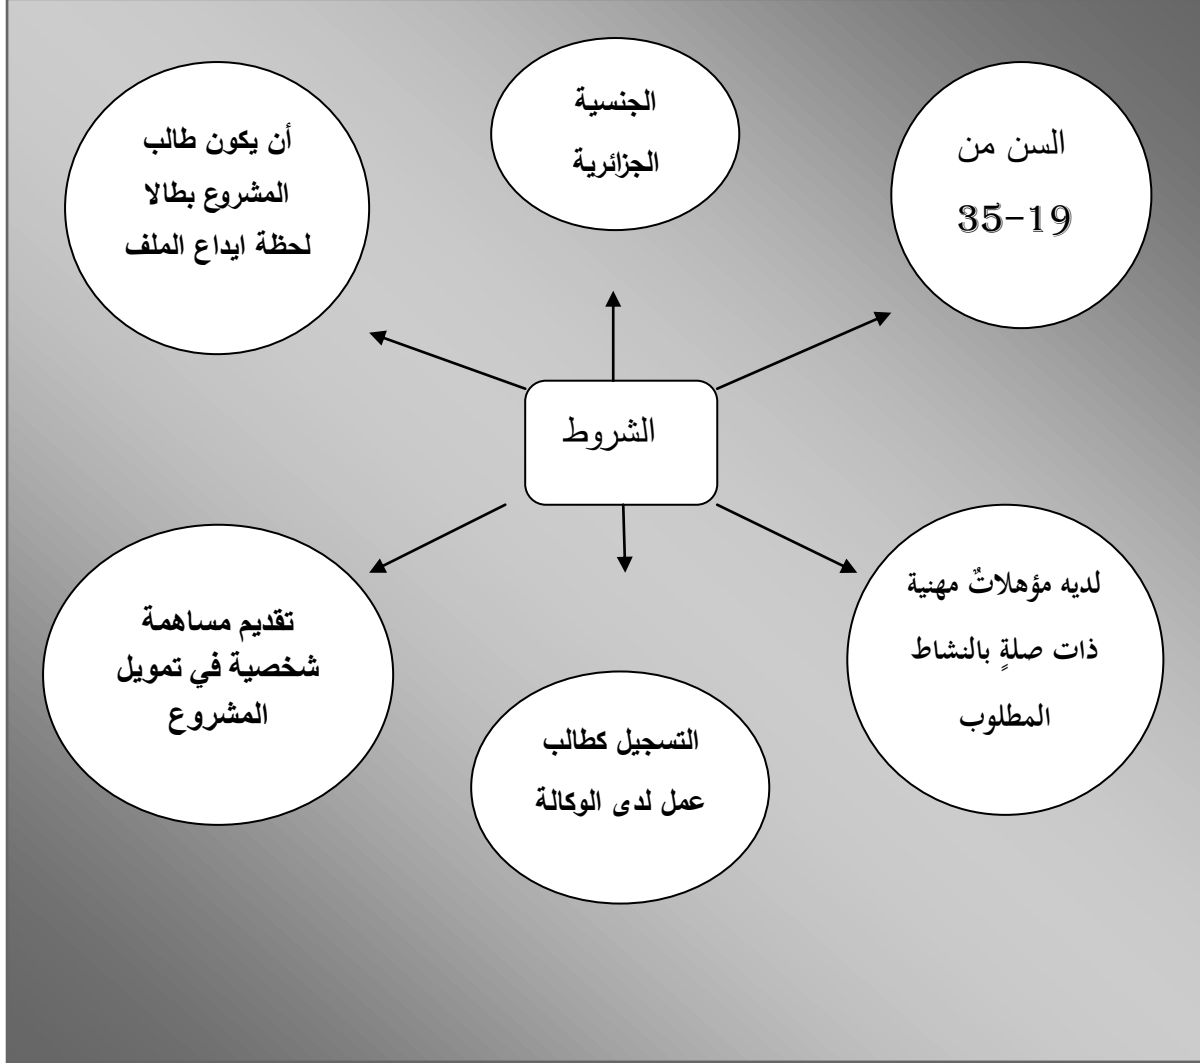 السن من
35-19
الجنسية
الجزائرية
أن يكون طالب
المشروع بطالا
لحظة ايداع الملف
الشروط
لديه مؤهلاتٌ مهنية
ذات صلةٍ بالنشاط
المطلوب
التسجيل كطالب
عمل لدى الوكالة
تقديم مساهمة
شخصية في تمويل
المشروع